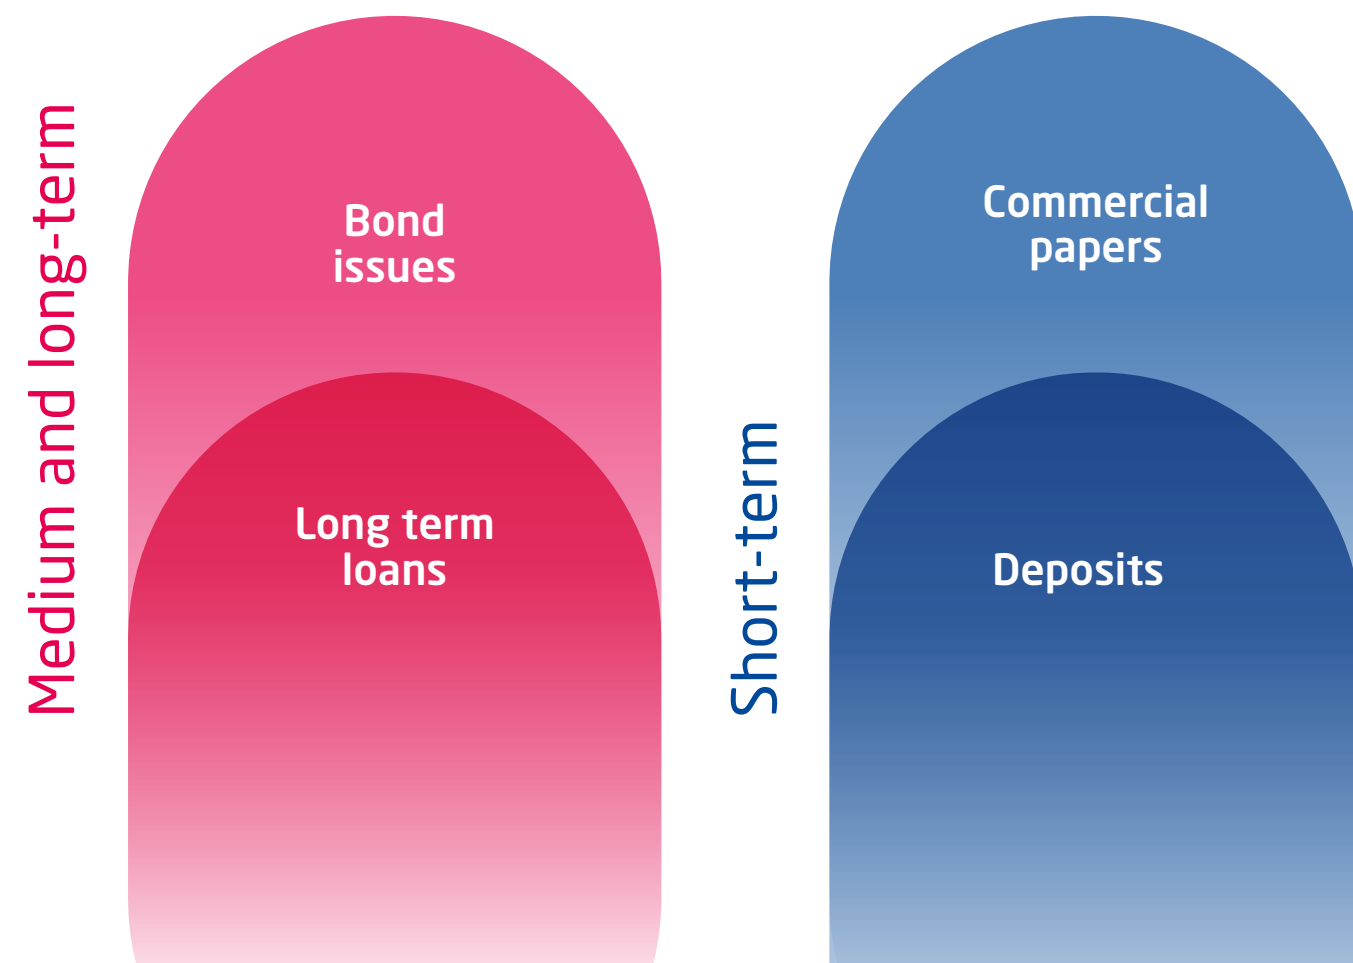 Medium and long-term
Bond
issues
Long term
loans
Short-term
Commercial
papers
Deposits